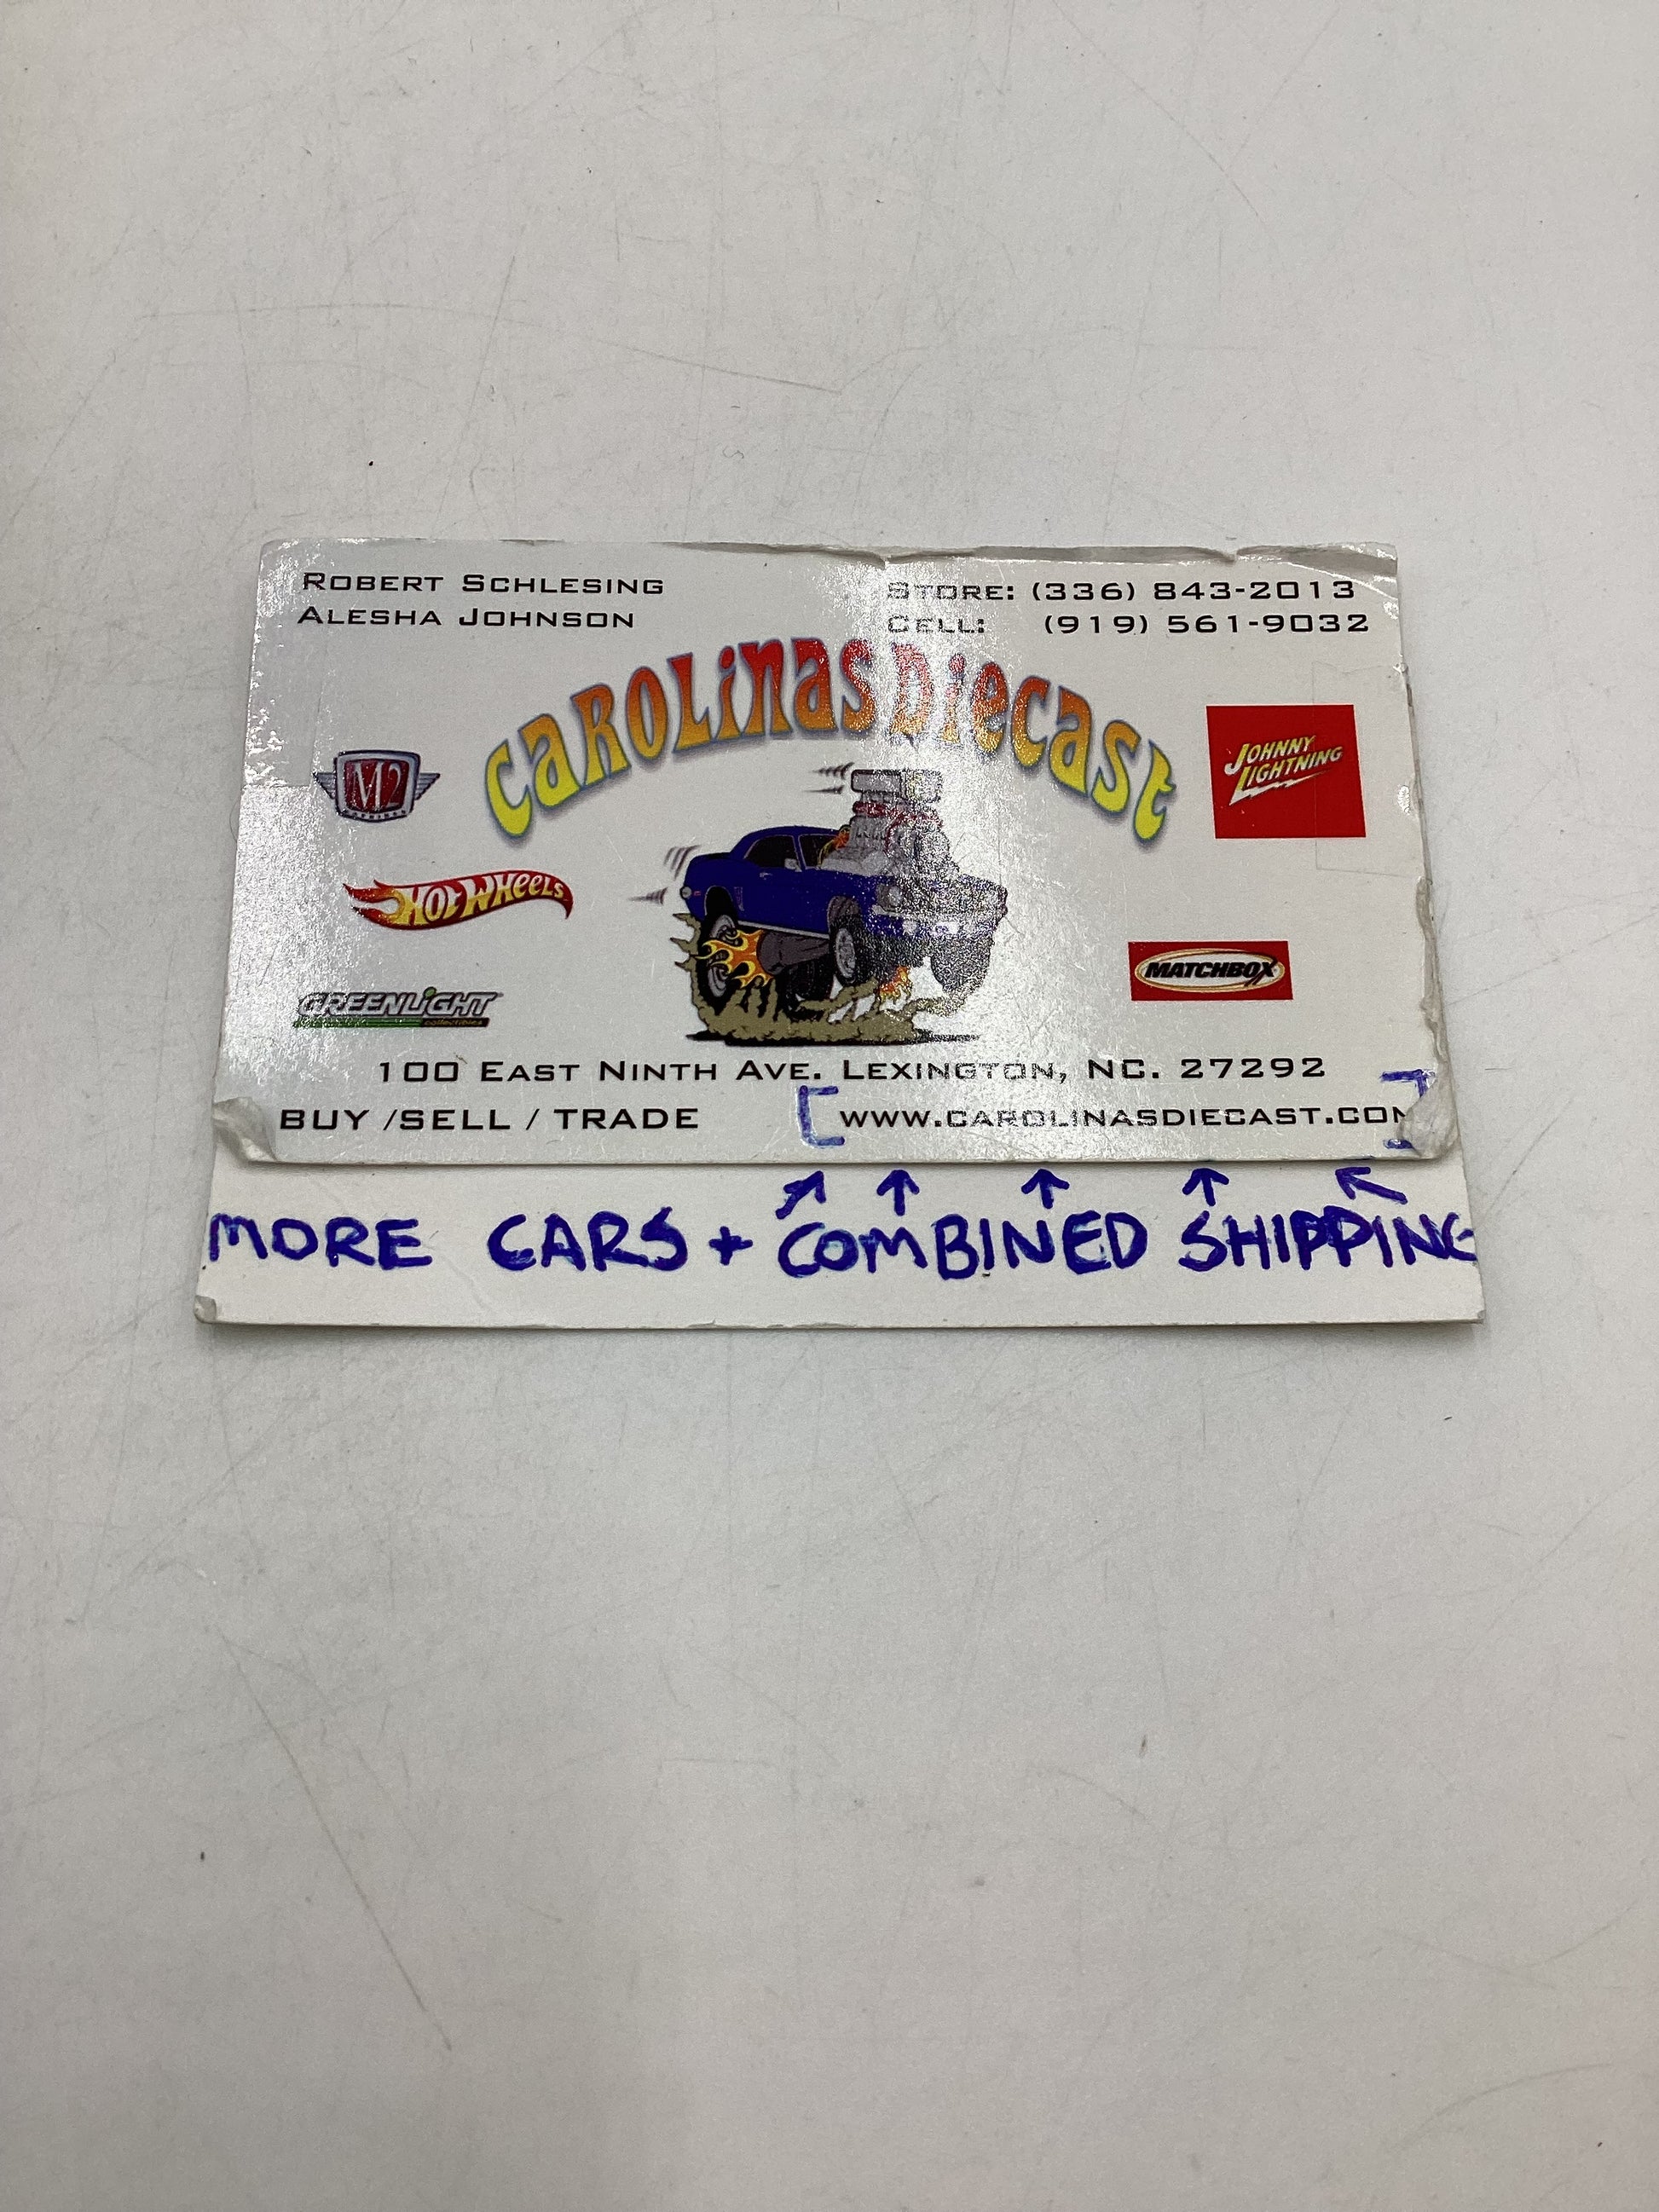 ROBERT SCHLESING
ALESHA JOHNSON
STORE: (336) 843-2013
CELL: (919) 561-9032
CAROLINAS DIECAST
M2
JOHNNY
LIGHTNING
HOT WHEELS
MATCHBOX
GREENLIGHT
100 EAST NINTH AVE. LEXINGTON, NC. 27292
BUY /SELL / TRADE
WWW.CAROLINASDIECAST.COM
MORE CARS + COMBINED SHIPPING